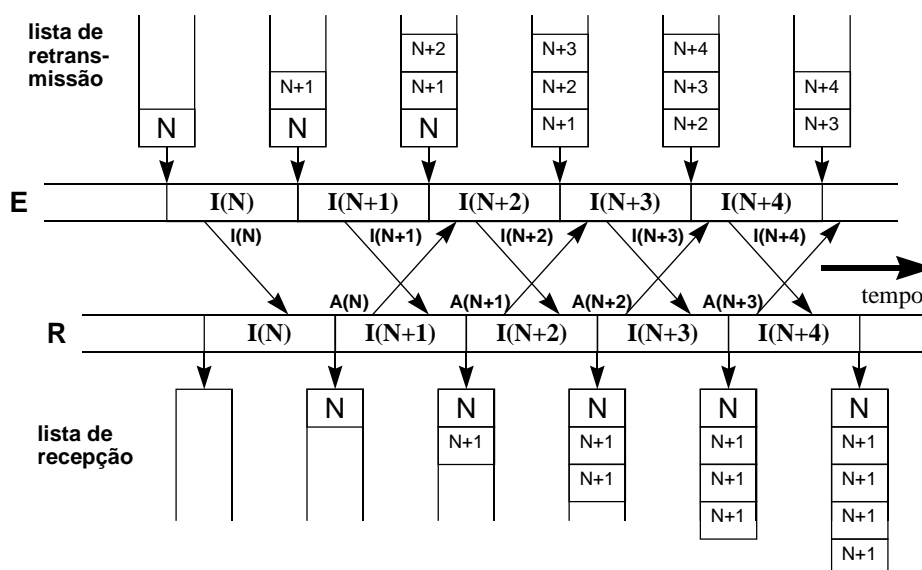 lista de
retrans-
missão
N
N+1
N
N+2
N+1
N
N+3
N+2
N+1
N+4
N+3
N+2
N+4
N+3
E
I(N)
I(N+1)
I(N+2)
I(N+3)
I(N+4)
I(N)
I(N+1)
I(N+2)
I(N+3)
I(N+4)
tempo
A(N)
A(N+1)
A(N+2)
A(N+3)
R
I(N)
I(N+1)
I(N+2)
I(N+3)
I(N+4)
lista de
recepção
N
N
N+1
N
N+1
N+1
N
N+1
N+1
N+1
N
N+1
N+1
N+1
N+1